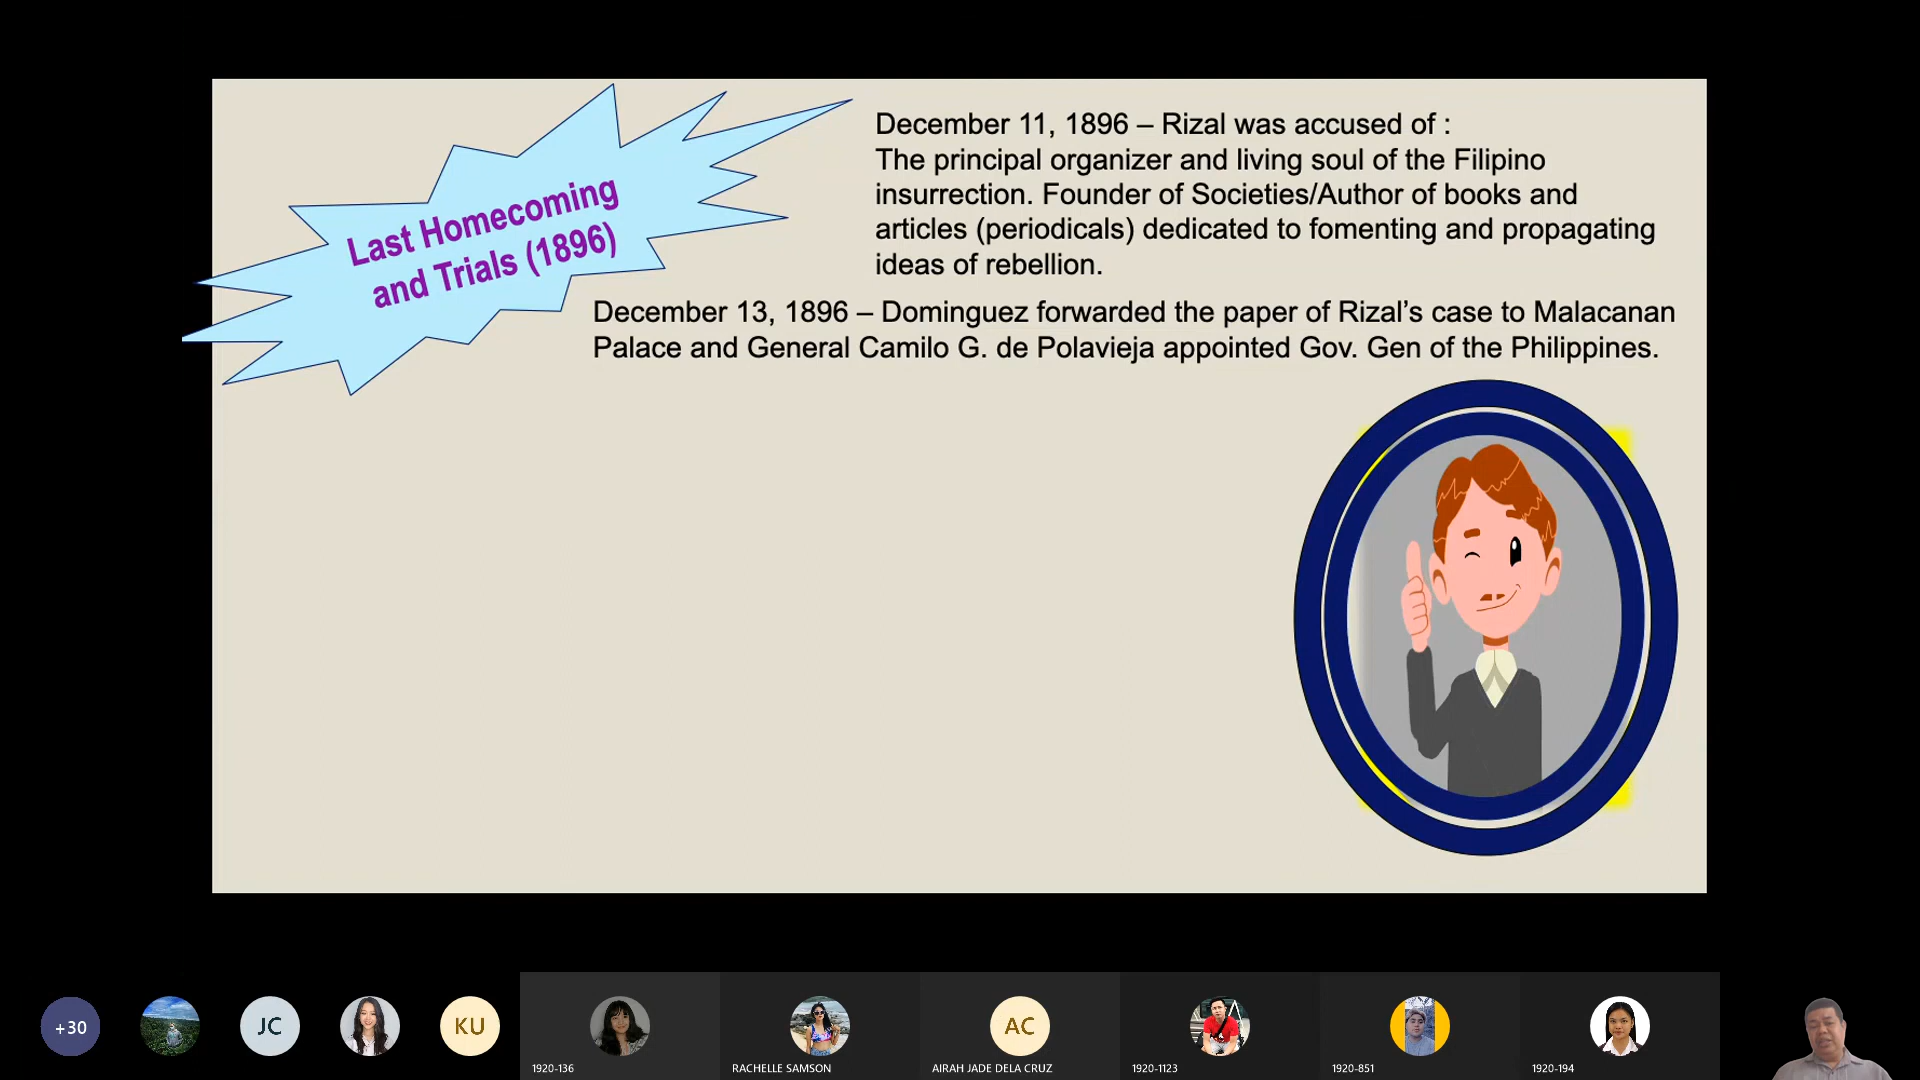 Last Homecoming
and Trials (1896)
December 11, 1896 – Rizal was accused of :
The principal organizer and living soul of the Filipino
insurrection. Founder of Societies/Author of books and
articles (periodicals) dedicated to fomenting and propagating
ideas of rebellion.
December 13, 1896 – Dominguez forwarded the paper of Rizal’s case to Malacanan
Palace and General Camilo G. de Polavieja appointed Gov. Gen of the Philippines.
+30
JC
KU
AC
1920-136
RACHELLE SAMSON
AIRAH JADE DELA CRUZ
1920-1123
1920-851
1920-194